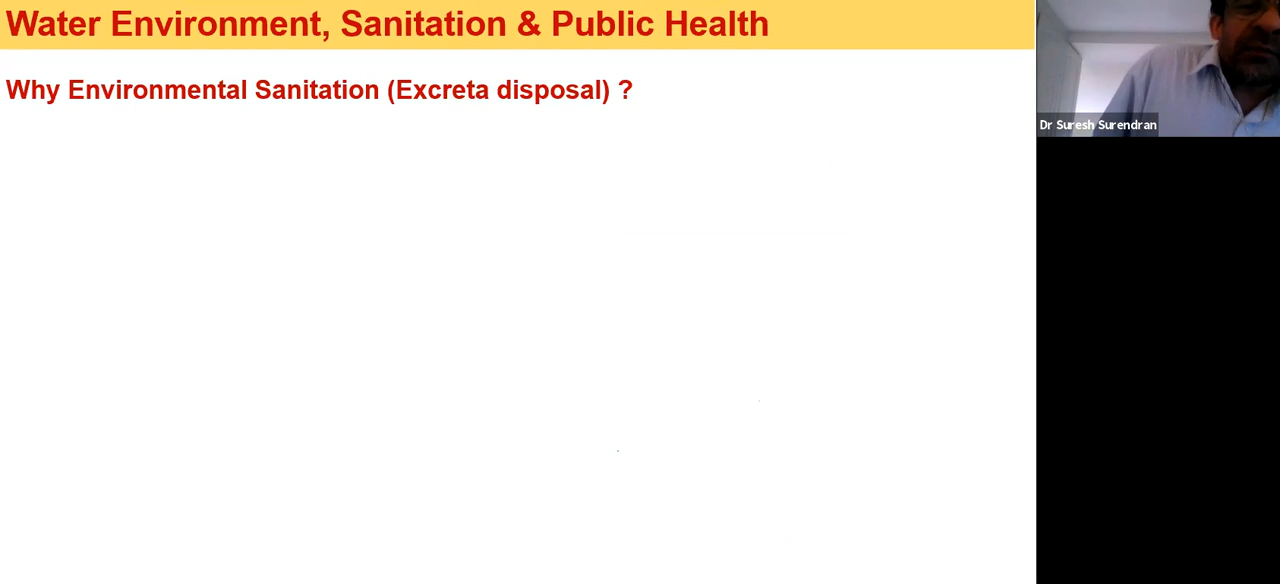 Water Environment, Sanitation & Public Health
Why Environmental Sanitation (Excreta disposal) ?
Dr Suresh Surendran